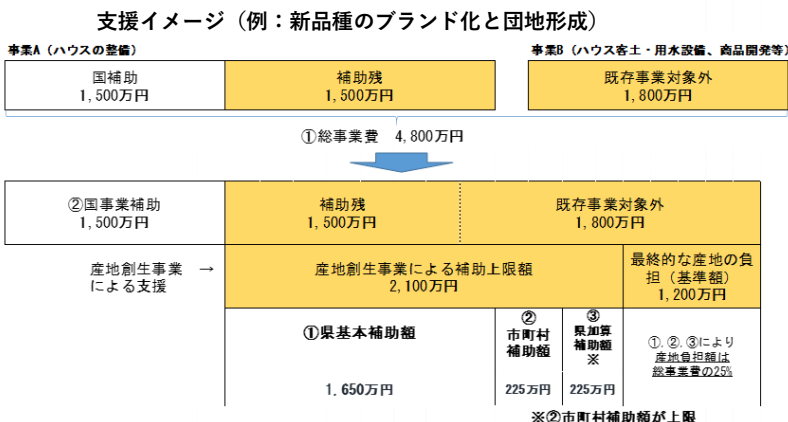 支援イメージ（例：新品種のブランド化と団地形成）
事業A（ハウスの整備）
事業B（ハウス客土・用水設備、商品開発等）
国補助
1,500万円
補助残
1,500万円
既存事業対象外
1,800万円
①総事業費　4,800万円
②国事業補助
1,500万円
補助残
1,500万円
既存事業対象外
1,800万円
産地創生事業　→
による支援
産地創生事業による補助上限額
2,100万円
最終的な産地の負
担（基準額）
1,200万円
①県基本補助額
1,650万円
②
市町村
補助額
225万円
③
県加算
補助額
※
225万円
①.②.③により
産地負担額は
総事業費の25%
※②市町村補助額が上限